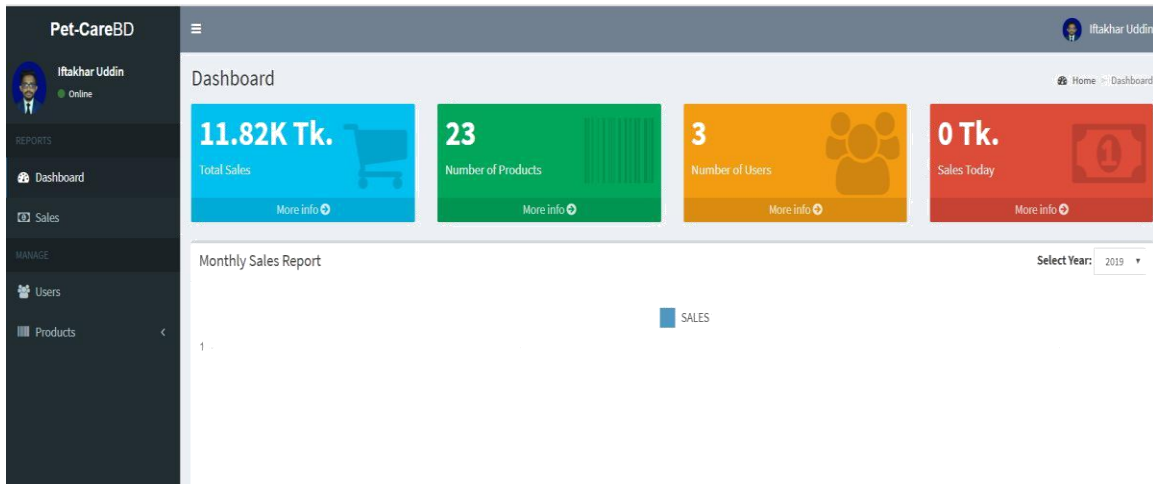 Pet-CareBD
Iftakhar Uddin
Iftakhar Uddin
Online
REPORTS
Dashboard
Sales
MANAGE
Users
Products
Dashboard
Home > Dashboard
11.82K Tk.
Total Sales
More info
23
Number of Products
More info
3
Number of Users
More info
0 Tk.
Sales Today
1
More info
Monthly Sales Report
Select Year: 2019
SALES
1